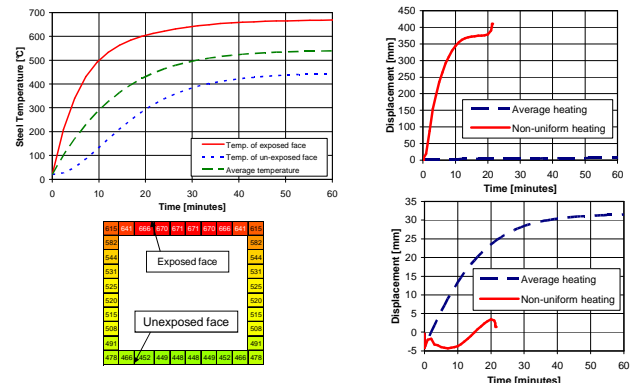 Steel Temperature [°C]
700
600
500
400
300
200
100
0
Temp. of exposed face
Temp. of un-exposed face
Average temperature
0 10 20 30 40 50 60
Time [minutes]
Displacement [mm]
450
400
350
300
250
200
150
100
50
0
Average heating
Non-uniform heating
0 10 20 30 40 50 60
Time [minutes]
615 641 666 670 671 671 670 666 641 615
582 582
544 544
531 531
525 525
520 520
515 515
508 508
491 491
478 466 452 449 448 448 449 452 466 478
Exposed face
Unexposed face
Displacement [mm]
35
30
25
20
15
10
5
0
-5
Average heating
Non-uniform heating
0 10 20 30 40 50 60
Time [minutes]